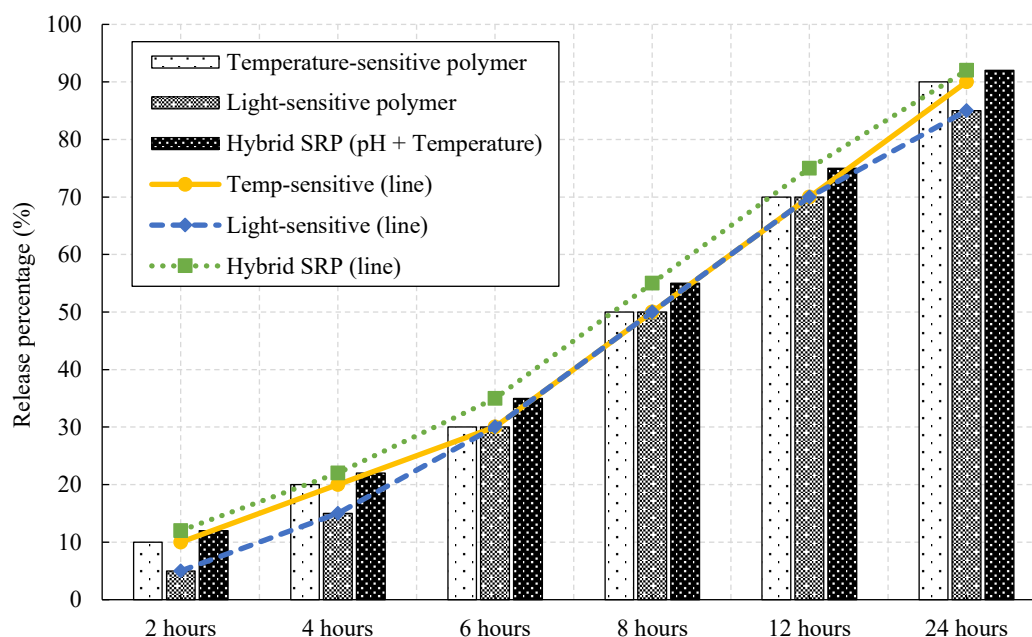 100
90
80
70
60
50
40
30
20
10
0
Release percentage (%)
Temperature-sensitive polymer
Light-sensitive polymer
Hybrid SRP (pH + Temperature)
Temp-sensitive (line)
Light-sensitive (line)
Hybrid SRP (line)
2 hours
4 hours
6 hours
8 hours
12 hours
24 hours